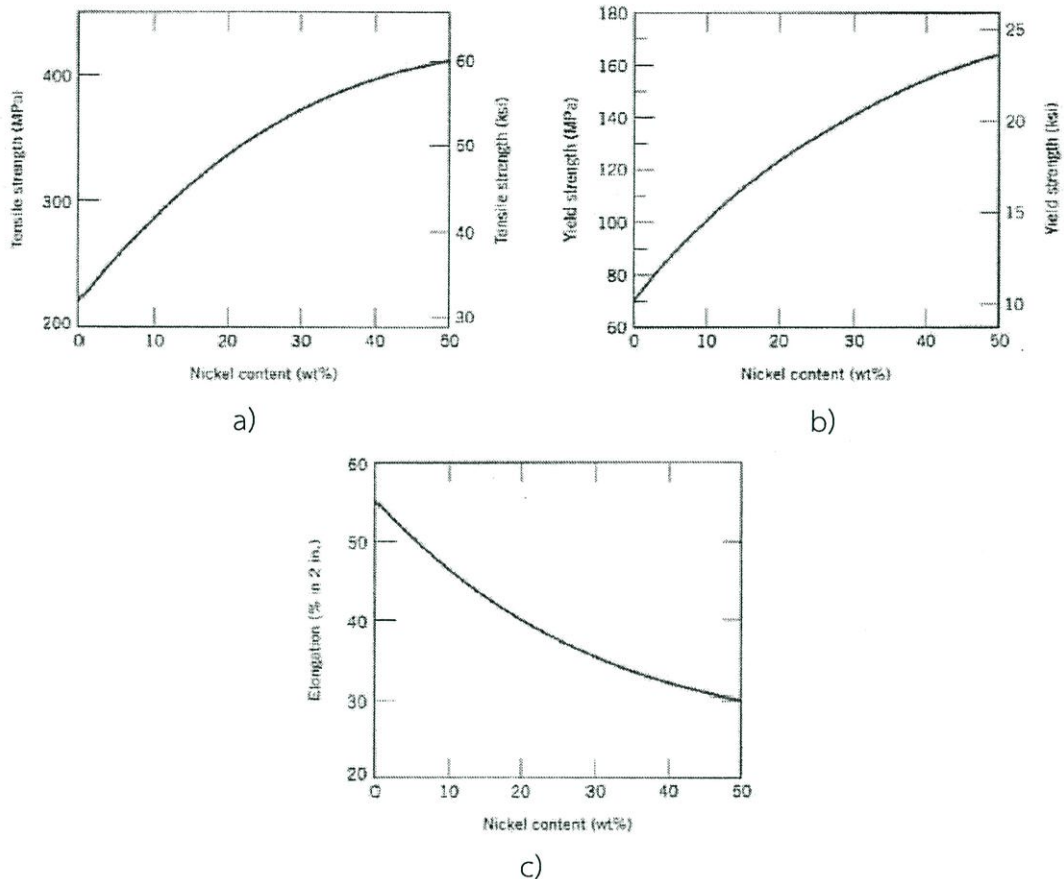 Tensile strength (MPa)
400
300
200
60
50
40
30
Tensile strength (ksi)
0 10 20 30 40 50
Nickel content (wt%)
a)
Yield strength (MPa)
180
160
140
120
100
80
60
25
20
15
10
Yield strength (ksi)
0 10 20 30 40 50
Nickel content (wt%)
b)
Elongation (% in 2 in.)
60
50
40
30
20
0 10 20 30 40 50
Nickel content (wt%)
c)